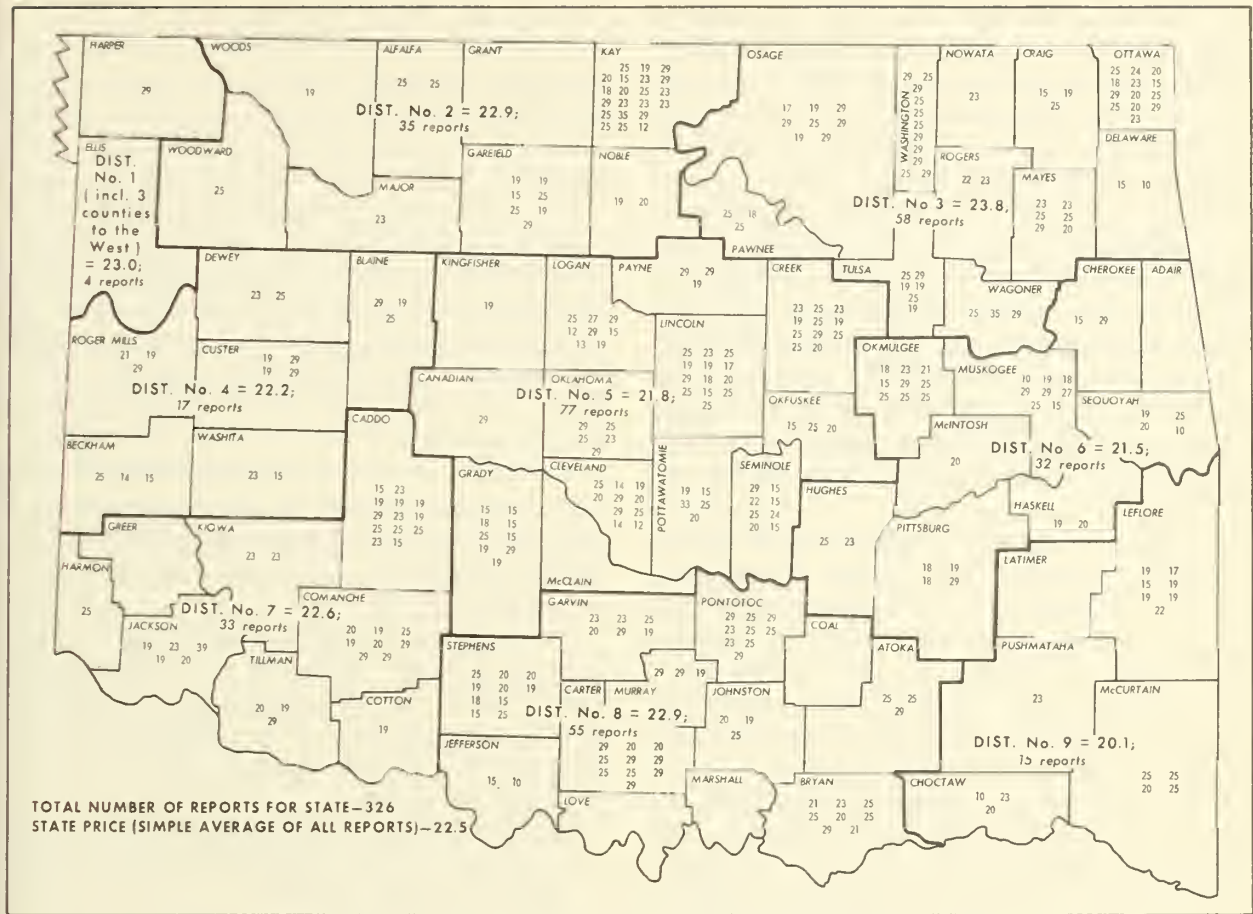 HARPER
29
WOODS
19
ALFALFA
25 25
GRANT
DIST. No. 2 = 22.9;
35 reports
KAY
25 19 29
20 15 23 29
18 20 25 23
29 23 23 23
25 35 29
25 25 12
OSAGE
17 19 29
29 25 29
19 29
WASHINGTON
29 25
29
25
25
25
29
29
25 29
NOWATA
23
CRAIG
15 19
25
OTTAWA
25 24 20
18 23 15
29 20 25
25 20 29
23
DELAWARE
15 10
ELLIS
DIST.
No. 1
( incl. 3
counties
to the
West )
= 23.0;
4 reports
WOODWARD
25
MAJOR
23
GARFIELD
19 19
15 25
25 19
29
NOBLE
19 20
PAWNEE
25 18
25
ROGERS
22 23
MAYES
23 23
25 25
29 20
DIST. No 3 = 23.8,
58 reports
DEWEY
23 25
BLAINE
29 19
25
KINGFISHER
19
LOGAN
25 27 29
12 29 15
13 19
PAYNE
29 29
19
CREEK
23 25 23
19 25 19
25 29 25
25 20
TULSA
25 29
19 19
25
19
WAGONER
25 35 29
CHEROKEE
15 29
ADAIR
ROGER MILLS
21 19
29
CUSTER
19 29
19 29
DIST. No. 4 = 22.2;
17 reports
CANADIAN
29
OKLAHOMA
DIST. No. 5 = 21.8;
77 reports
29 25
25 23
29
LINCOLN
25 23 25
19 19 17
29 18 20
25 15 25
25
OKMULGEE
18 23 21
15 29 25
25 25 25
MUSKOGEE
10 19 18
29 27 29
25 15
SEQUOYAH
19 25
20 10
OKFUSKEE
15 25 20
McINTOSH
20
DIST. No 6 = 21.5;
32 reports
BECKHAM
25 14 15
WASHITA
23 15
CADDO
15 23
19 19 19
29 23 19
25 25 25
23 15
GRADY
15 15
18 15
25 15
19 29
19
CLEVELAND
25 14 19
20 29 20
29 25
14 12
POTTAWATOMIE
19 15
33 25
20
SEMINOLE
29 15
22 15
25 24
20 15
HUGHES
25 23
PITTSBURG
18 19
18 29
HASKELL
19 20
LEFLORE
19 17
15 19
19 19
22
GREER
KIOWA
23 23
HARMON
25
DIST. No. 7 = 22.6;
33 reports
JACKSON
19 23 39
19 20
COMANCHE
20 19 25
19 20 29
29 29
McCLAIN
GARVIN
23 23 25
20 29 19
PONTOTOC
29 25 29
23 25 25
23 25
29
COAL
ATOKA
25 25
29
LATIMER
PUSHMATAHA
23
McCURTAIN
25 25
20 25
TILLMAN
20 19
29
COTTON
19
STEPHENS
25 20 20
19 20 19
18 15
15 25
CARTER
MURRAY
29 29 19
DIST. No. 8 = 22.9;
55 reports
29 20 20
25 29 29
25 25 29
29
JOHNSTON
20 19
25
DIST. No. 9 = 20.1;
15 reports
JEFFERSON
15 10
LOVE
MARSHALL
BRYAN
21 23 25
25 20 25
29 21
CHOCTAW
10 23
20
TOTAL NUMBER OF REPORTS FOR STATE—326
STATE PRICE (SIMPLE AVERAGE OF ALL REPORTS)—22.5